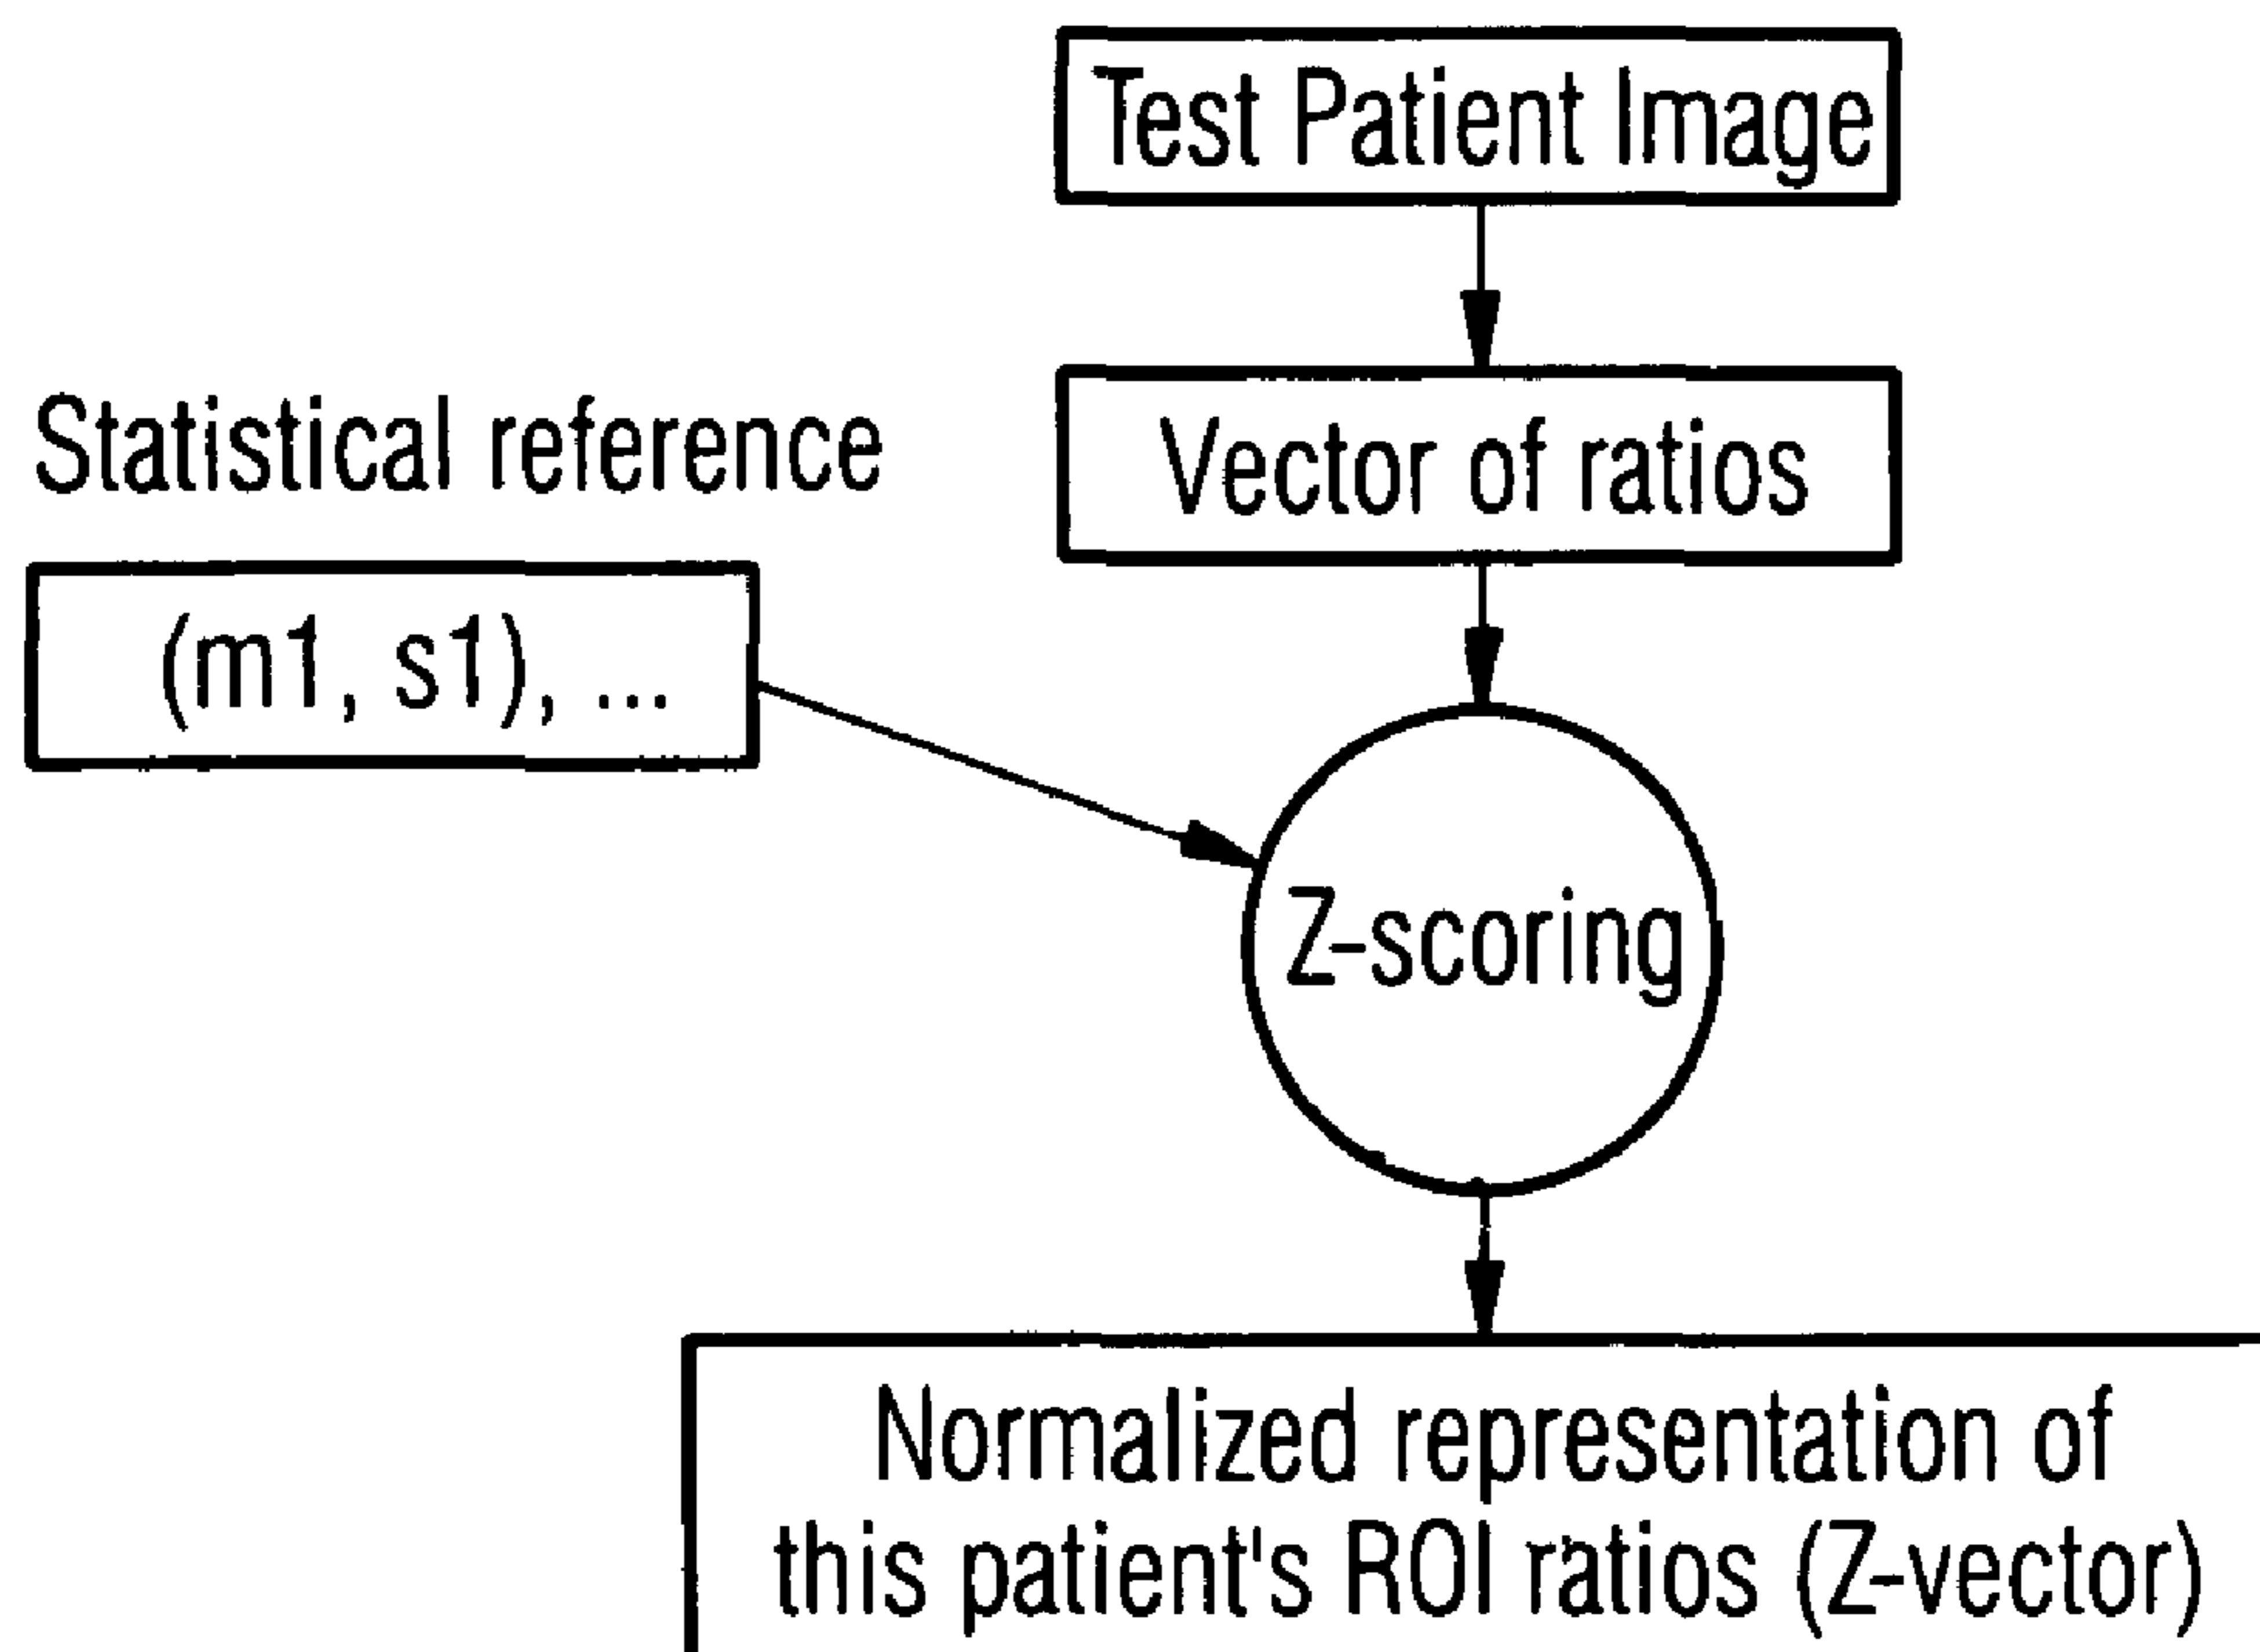 Test Patient Image
Statistical reference
Vector of ratios
(m1, s1), ...
Z-scoring
Normalized representation of
this patient's ROI ratios (Z-vector)